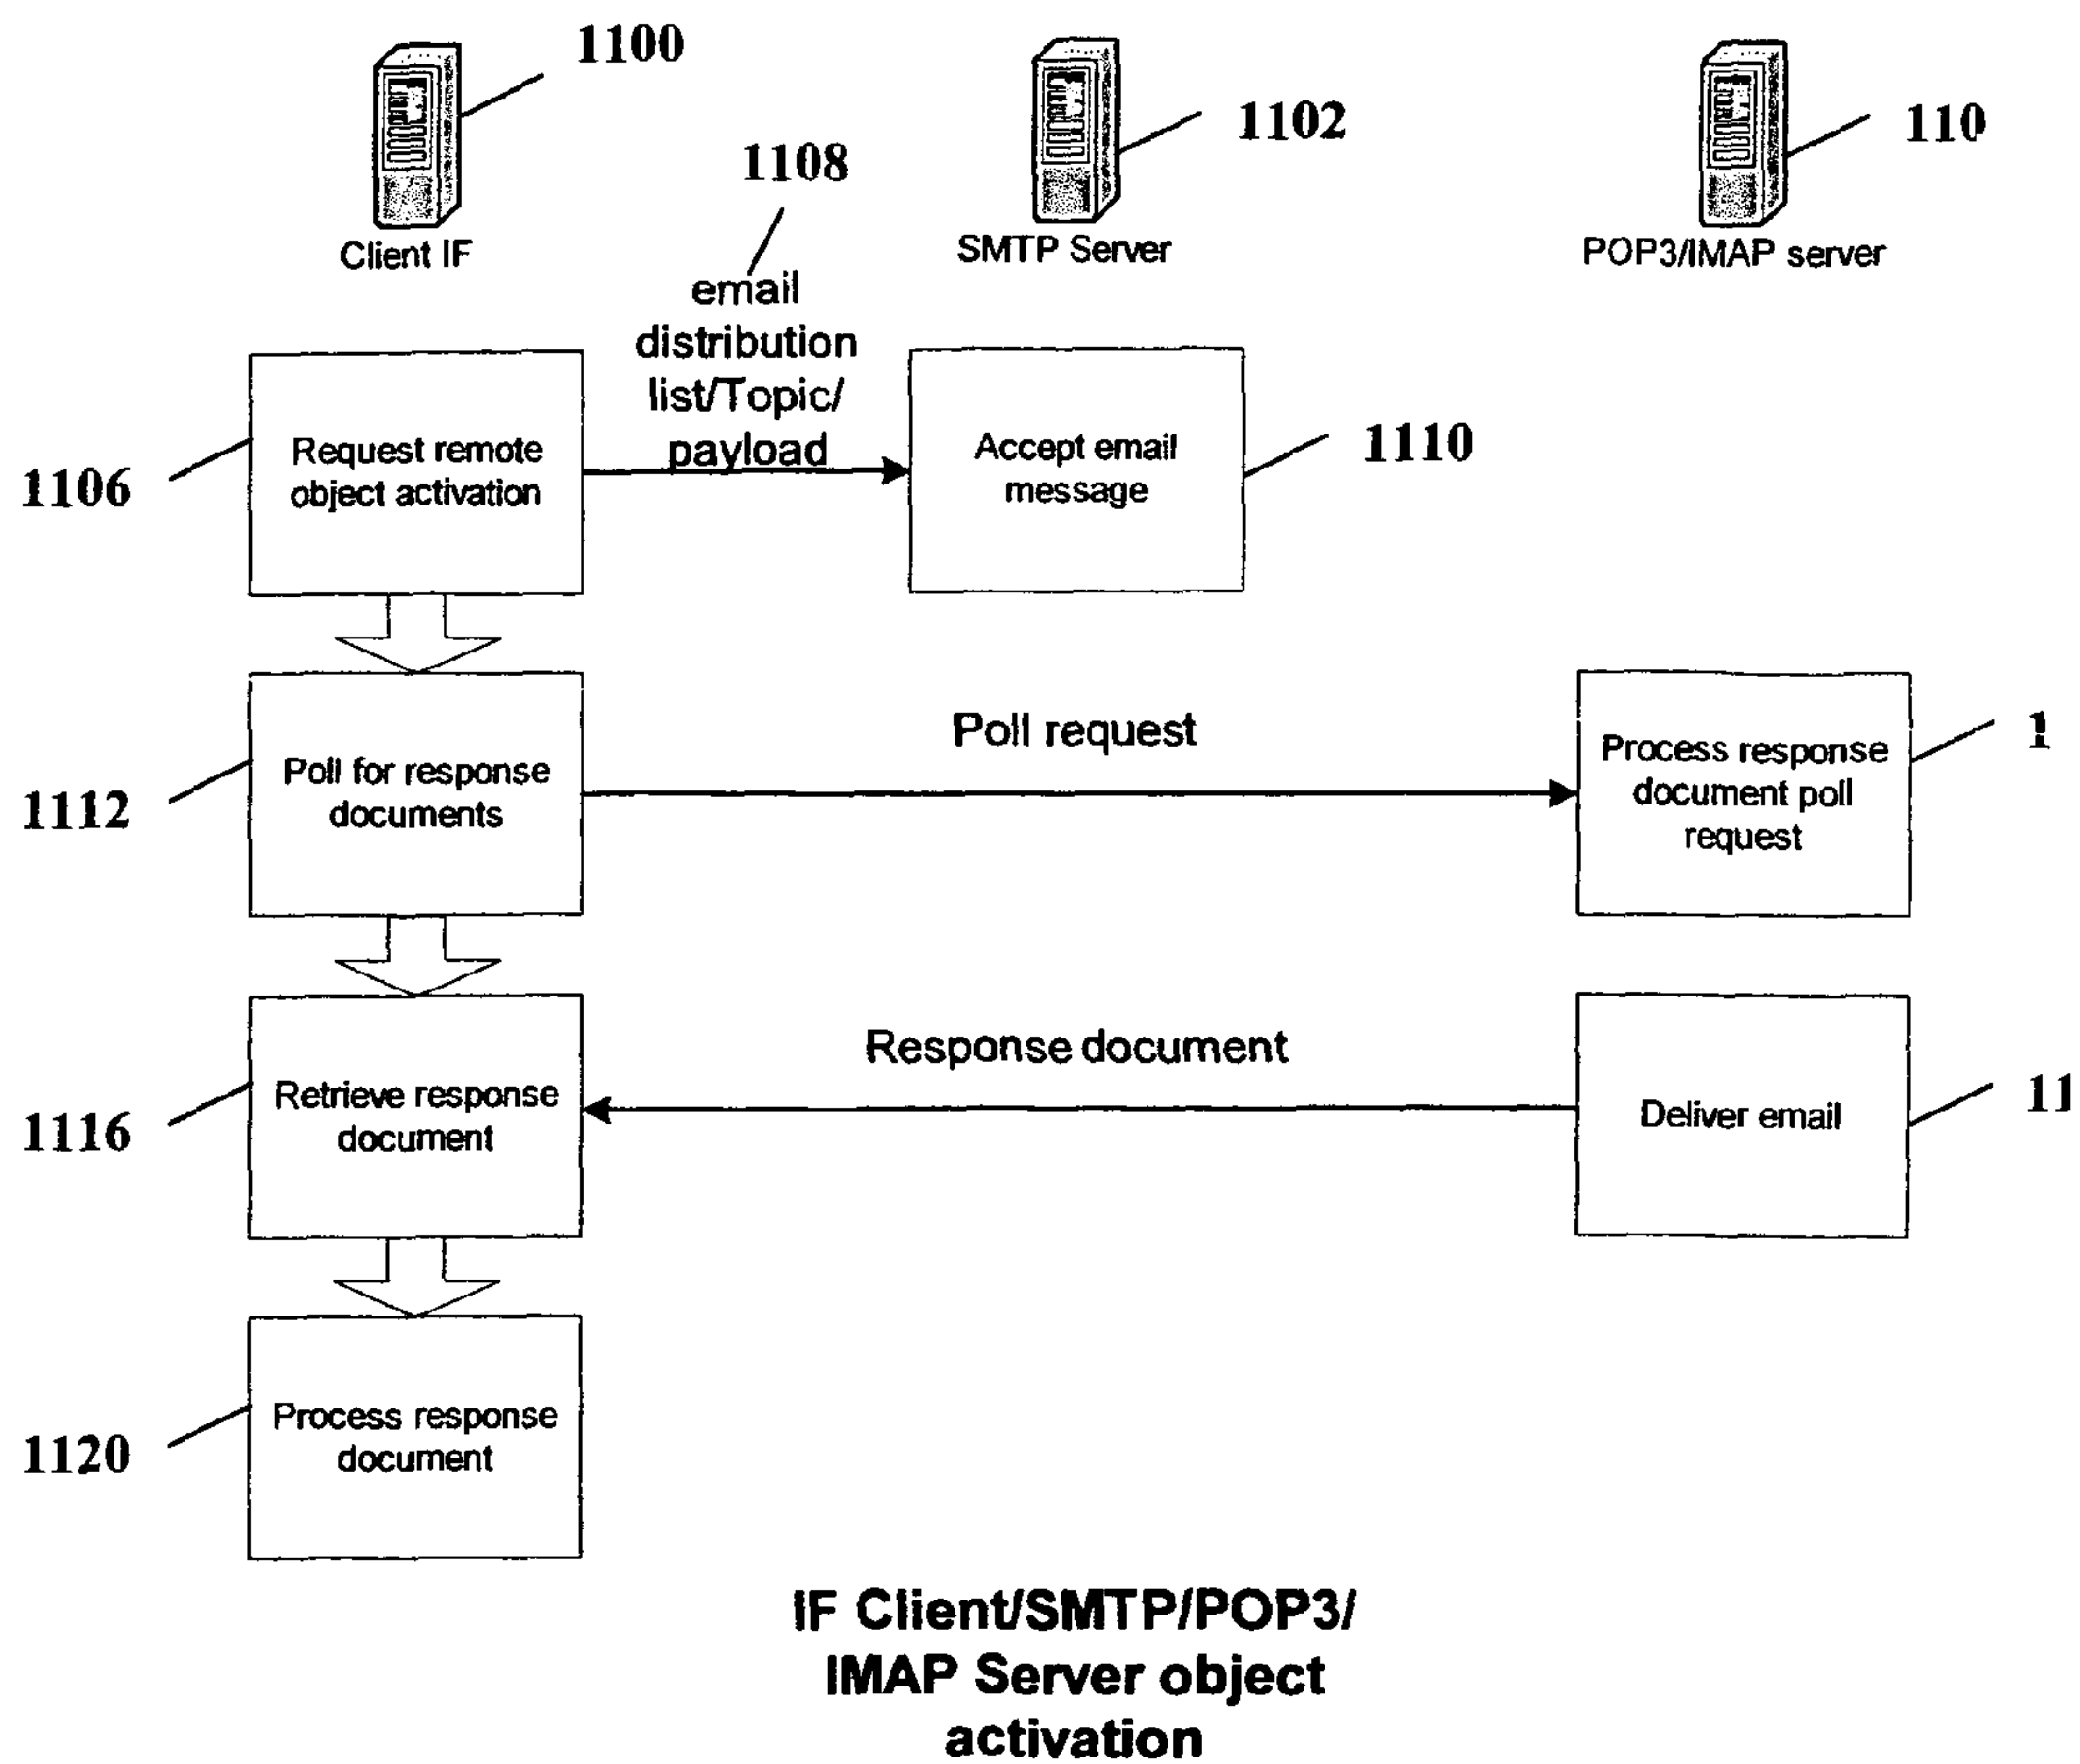 1100
1102
110
1108
Client IF
SMTP Server
POP3/IMAP server
email
distribution
list/Topic/
payload
1106
Request remote
object activation
Accept email
message
1110
1112
Poll for response
documents
Poll request
Process response
document poll
request
1
1116
Retrieve response
document
Response document
Deliver email
11
1120
Process response
document
IF Client/SMTP/POP3/
IMAP Server object
activation